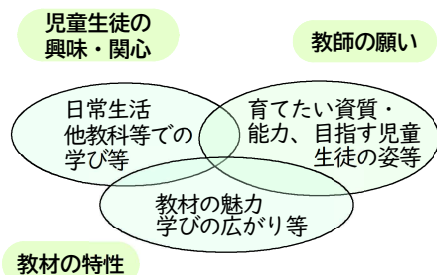 児童生徒の
興味・関心
教師の願い
日常生活
他教科等での
学び等
育てたい資質・
能力、目指す児童
生徒の姿等
教材の魅力
学びの広がり等
教材の特性